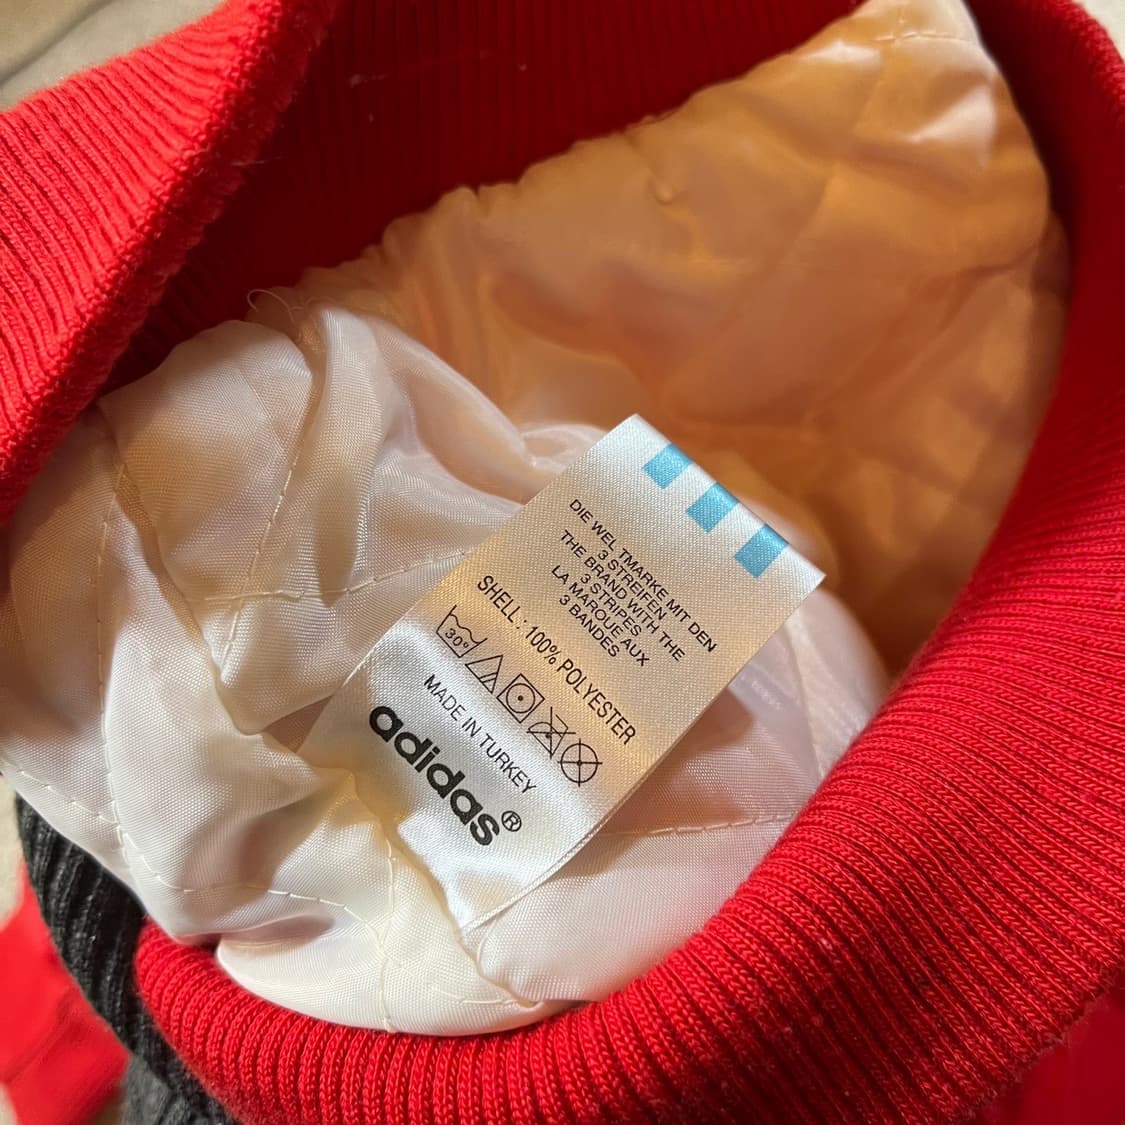 DIE WEL TMARKE MIT DEN
3 STREIFEN
THE BRAND WITH THE
3 STRIPES
LA MARQUE AUX
3 BANDES
SHELL : 100% POLYESTER
30°
MADE IN TURKEY
adidas®